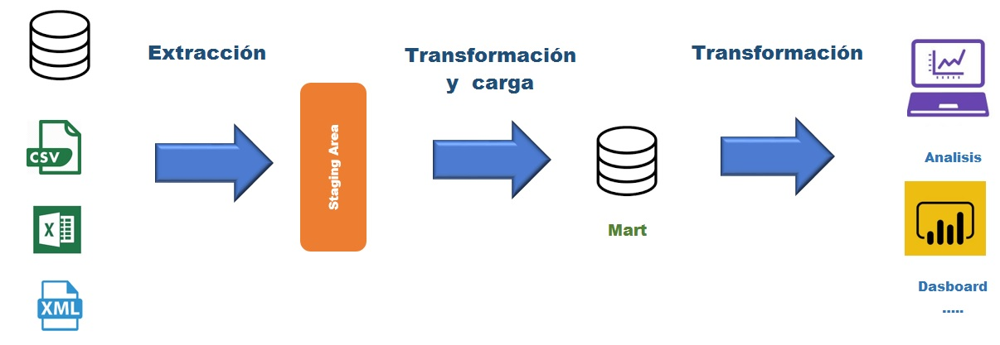 Extracción
Transformación
y carga
Transformación
CSV
X
XML
Staging Area
Mart
Analisis
Dasboard
.....